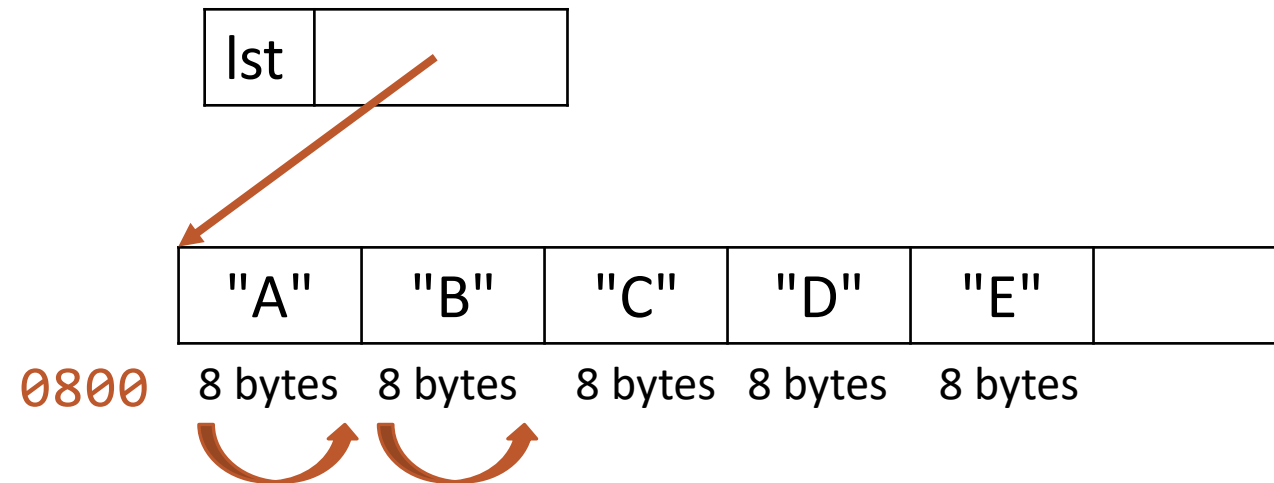 lst
"A" "B" "C" "D" "E"
0800 8 bytes 8 bytes 8 bytes 8 bytes 8 bytes